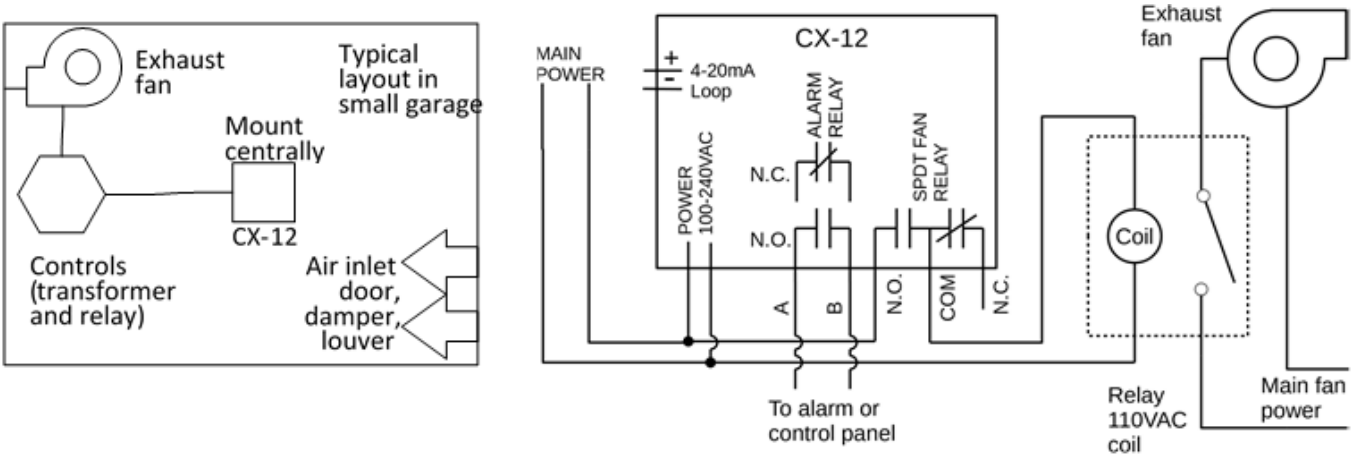 Exhaust
fan
Typical
layout in
small garage
Mount
centrally
CX-12
Controls
(transformer
and relay)
Air inlet
door,
damper,
louver
MAIN
POWER
CX-12
+
-
4-20mA
Loop
POWER
100-240VAC
ALARM
RELAY
N.C.
N.O.
SPDT FAN
RELAY
A
B
N.O.
COM
N.C.
To alarm or
control panel
Exhaust
fan
Coil
Relay
110VAC
coil
Main fan
power